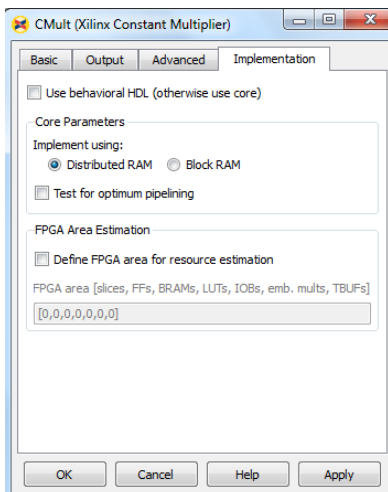 CMult (Xilinx Constant Multiplier)
Basic Output Advanced Implementation
Use behavioral HDL (otherwise use core)
Core Parameters
Implement using:
Distributed RAM Block RAM
Test for optimum pipelining
FPGA Area Estimation
Define FPGA area for resource estimation
FPGA area [slices, FFs, BRAMs, LUTs, IOBs, emb. mults, TBUFs]
[0,0,0,0,0,0,0]
OK Cancel Help Apply